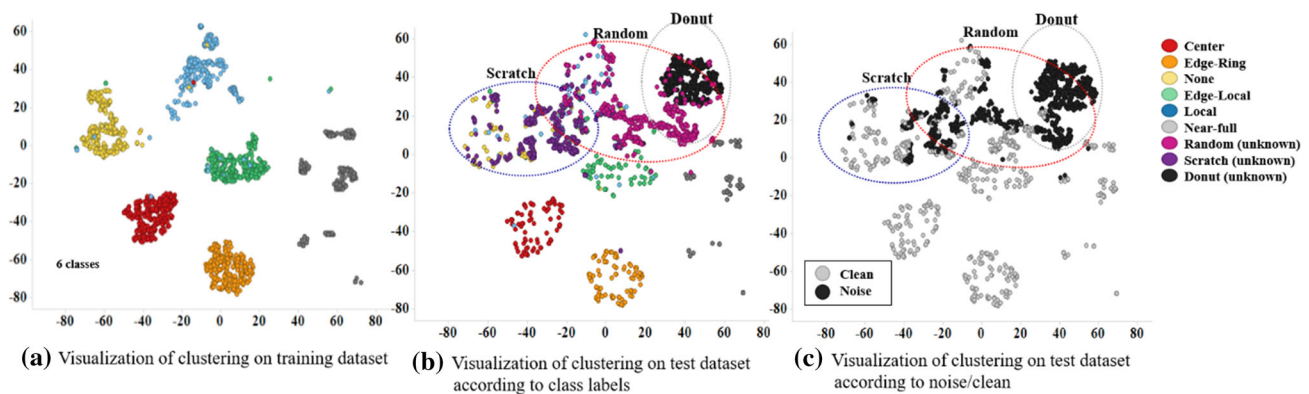 60
40
20
0
-20
-40
-60
-80
-80
-60
-40
-20
0
20
40
60
80
6 classes
(a) Visualization of clustering on training dataset
60
40
20
0
-20
-40
-60
-80
-80
-60
-40
-20
0
20
40
60
80
Scratch
Random
Donut
(b) Visualization of clustering on test dataset
according to class labels
60
40
20
0
-20
-40
-60
-80
-80
-60
-40
-20
0
20
40
60
80
Scratch
Random
Donut
Clean
Noise
(c) Visualization of clustering on test dataset
according to noise/clean
Center
Edge-Ring
None
Edge-Local
Local
Near-full
Random (unknown)
Scratch (unknown)
Donut (unknown)